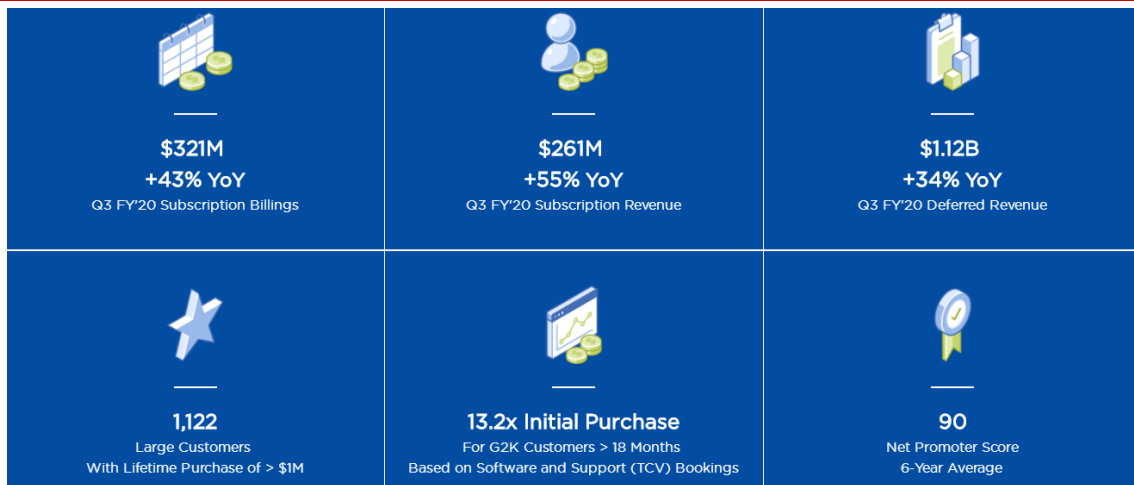 $321M
+43% YoY
Q3 FY'20 Subscription Billings
$261M
+55% YoY
Q3 FY'20 Subscription Revenue
$1.12B
+34% YoY
Q3 FY'20 Deferred Revenue
1,122
Large Customers
With Lifetime Purchase of > $1M
13.2x Initial Purchase
For G2K Customers > 18 Months
Based on Software and Support (TCV) Bookings
90
Net Promoter Score
6-Year Average